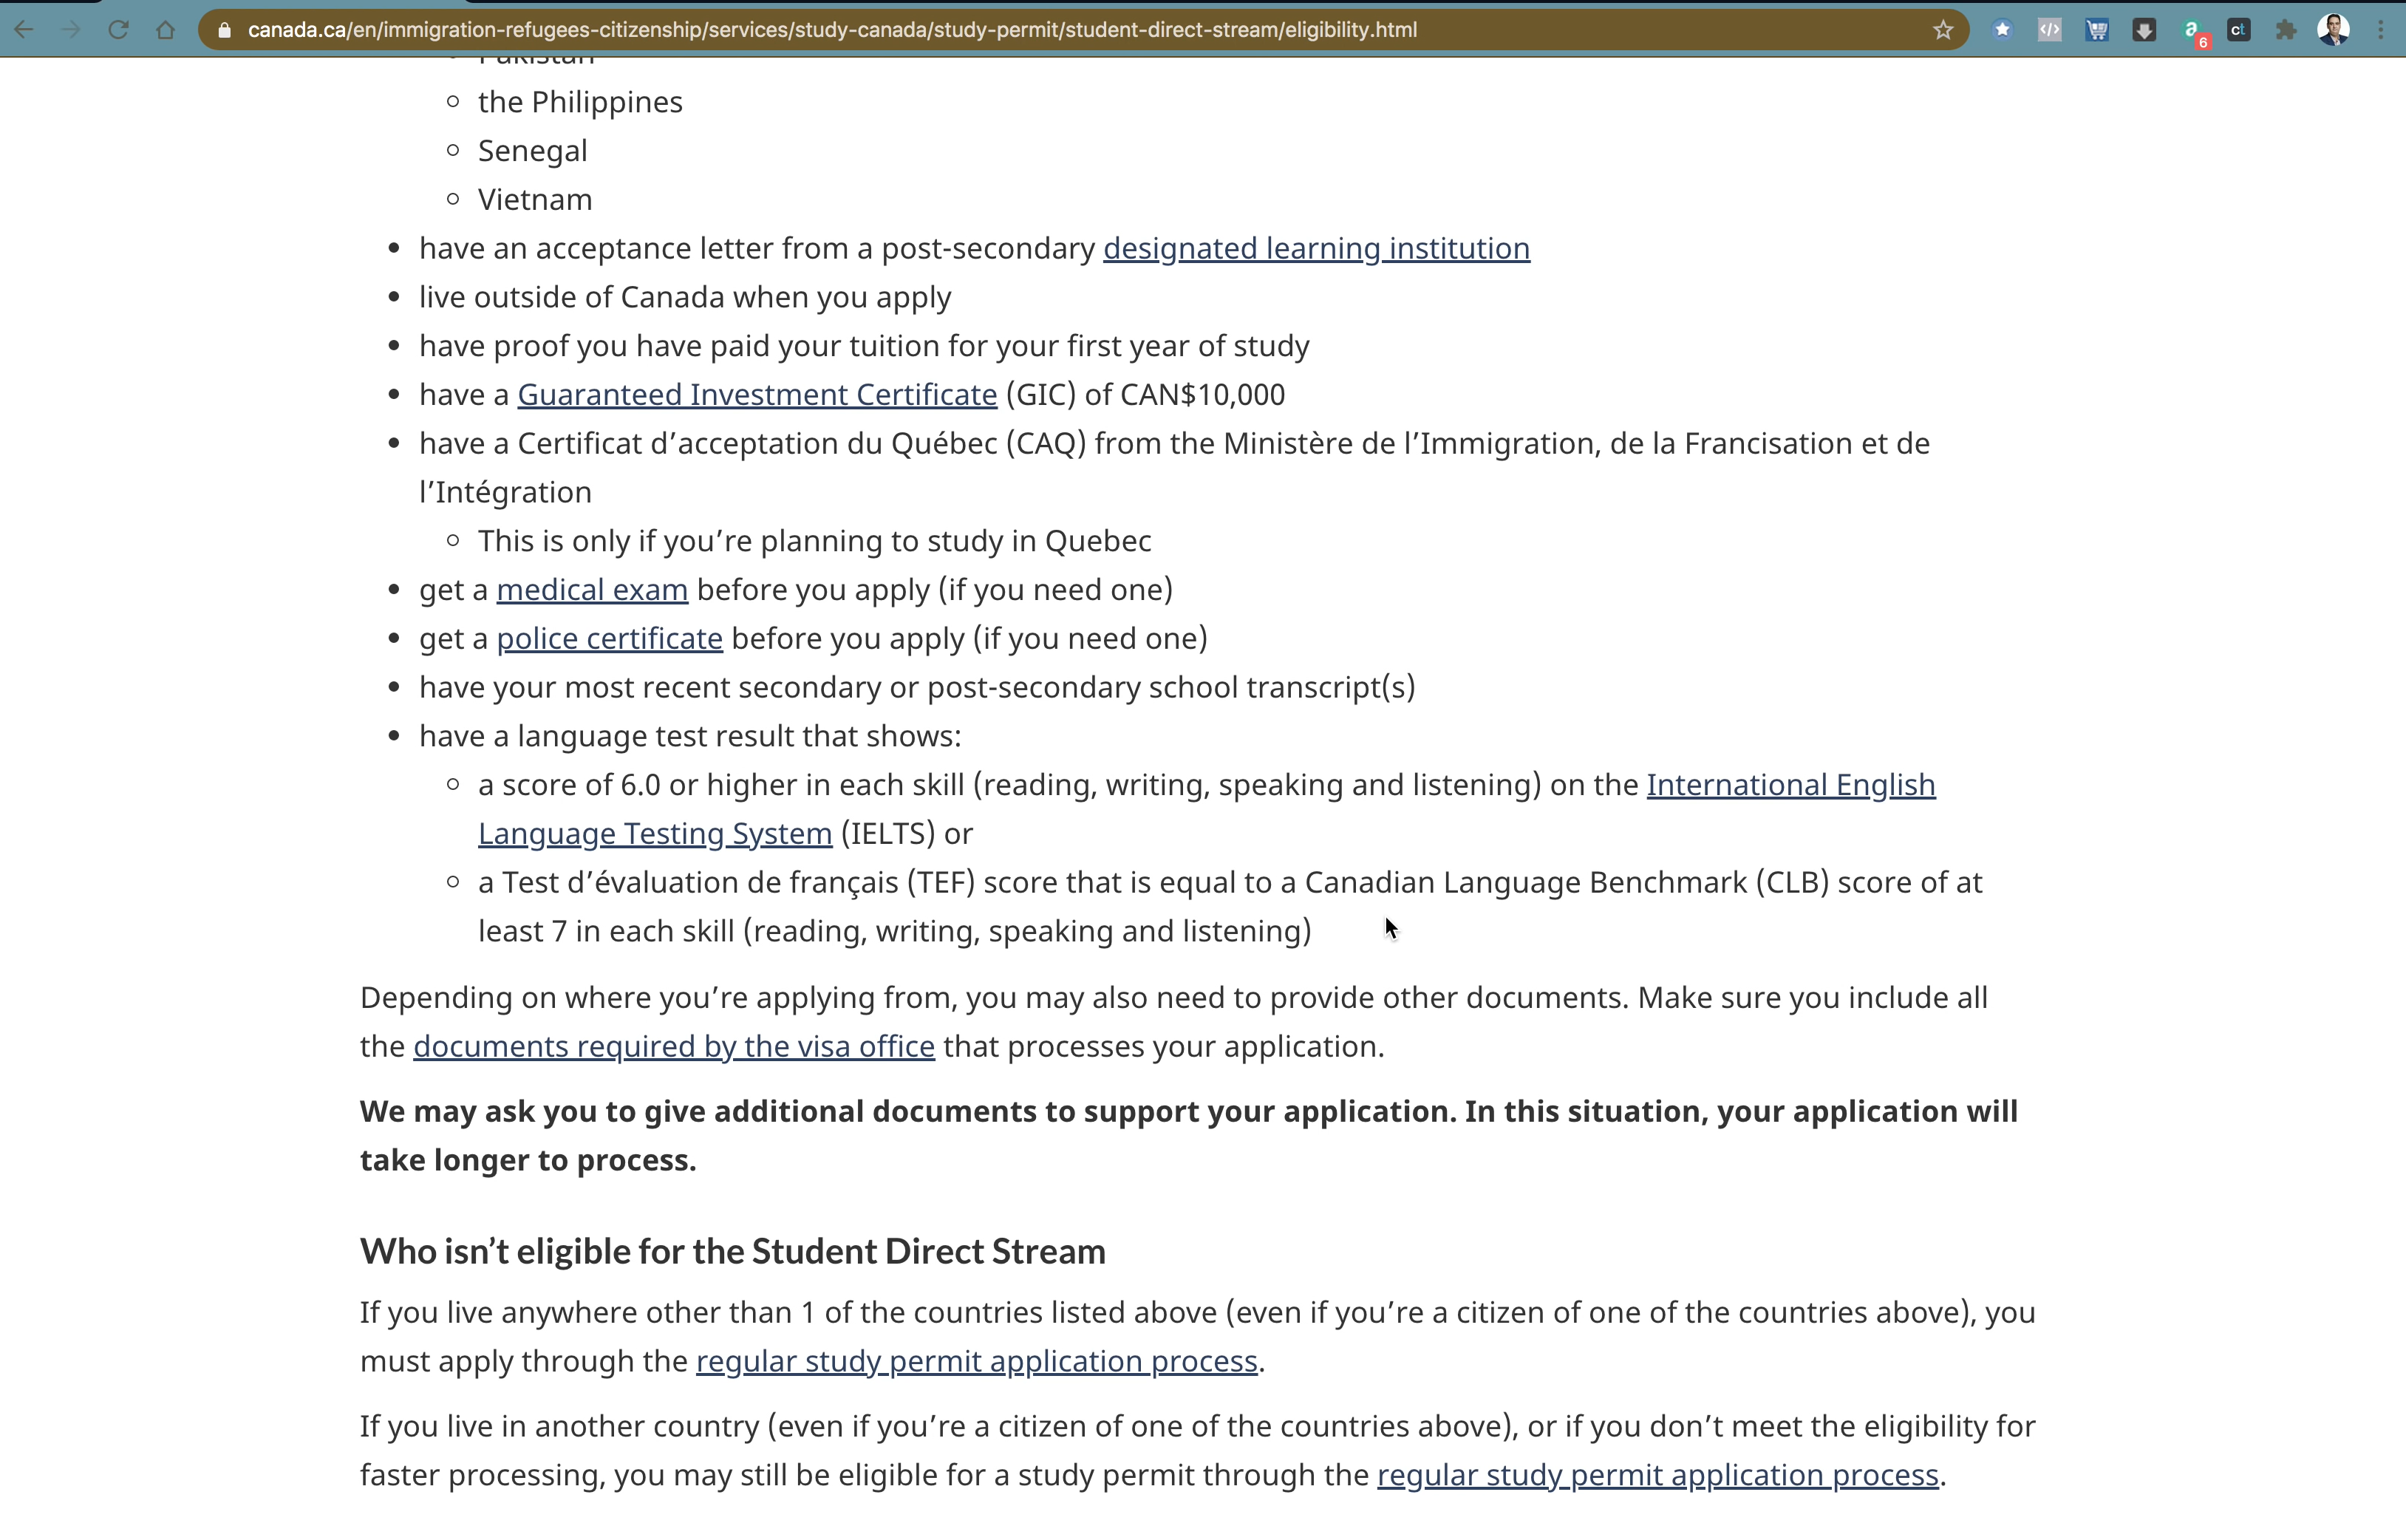 canada.ca/en/immigration-refugees-citizenship/services/study-canada/study-permit/student-direct-stream/eligibility.html
6
ct
Pakistan
the Philippines
Senegal
Vietnam
have an acceptance letter from a post-secondary designated learning institution
live outside of Canada when you apply
have proof you have paid your tuition for your first year of study
have a Guaranteed Investment Certificate (GIC) of CAN$10,000
have a Certificat d’acceptation du Québec (CAQ) from the Ministère de l’Immigration, de la Francisation et de
l’Intégration
This is only if you’re planning to study in Quebec
get a medical exam before you apply (if you need one)
get a police certificate before you apply (if you need one)
have your most recent secondary or post-secondary school transcript(s)
have a language test result that shows:
a score of 6.0 or higher in each skill (reading, writing, speaking and listening) on the International English
Language Testing System (IELTS) or
a Test d’évaluation de français (TEF) score that is equal to a Canadian Language Benchmark (CLB) score of at
least 7 in each skill (reading, writing, speaking and listening)
Depending on where you’re applying from, you may also need to provide other documents. Make sure you include all
the documents required by the visa office that processes your application.
We may ask you to give additional documents to support your application. In this situation, your application will
take longer to process.
Who isn’t eligible for the Student Direct Stream
If you live anywhere other than 1 of the countries listed above (even if you’re a citizen of one of the countries above), you
must apply through the regular study permit application process.
If you live in another country (even if you’re a citizen of one of the countries above), or if you don’t meet the eligibility for
faster processing, you may still be eligible for a study permit through the regular study permit application process.